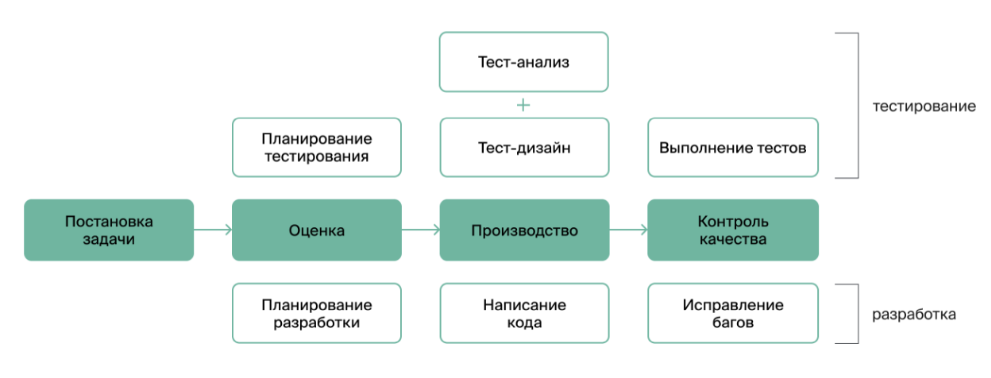 Тест-анализ
+
тестирование
Планирование
тестирования
Тест-дизайн
Выполнение тестов
Постановка
задачи
Оценка
Производство
Контроль
качества
Планирование
разработки
Написание
кода
Исправление
багов
разработка